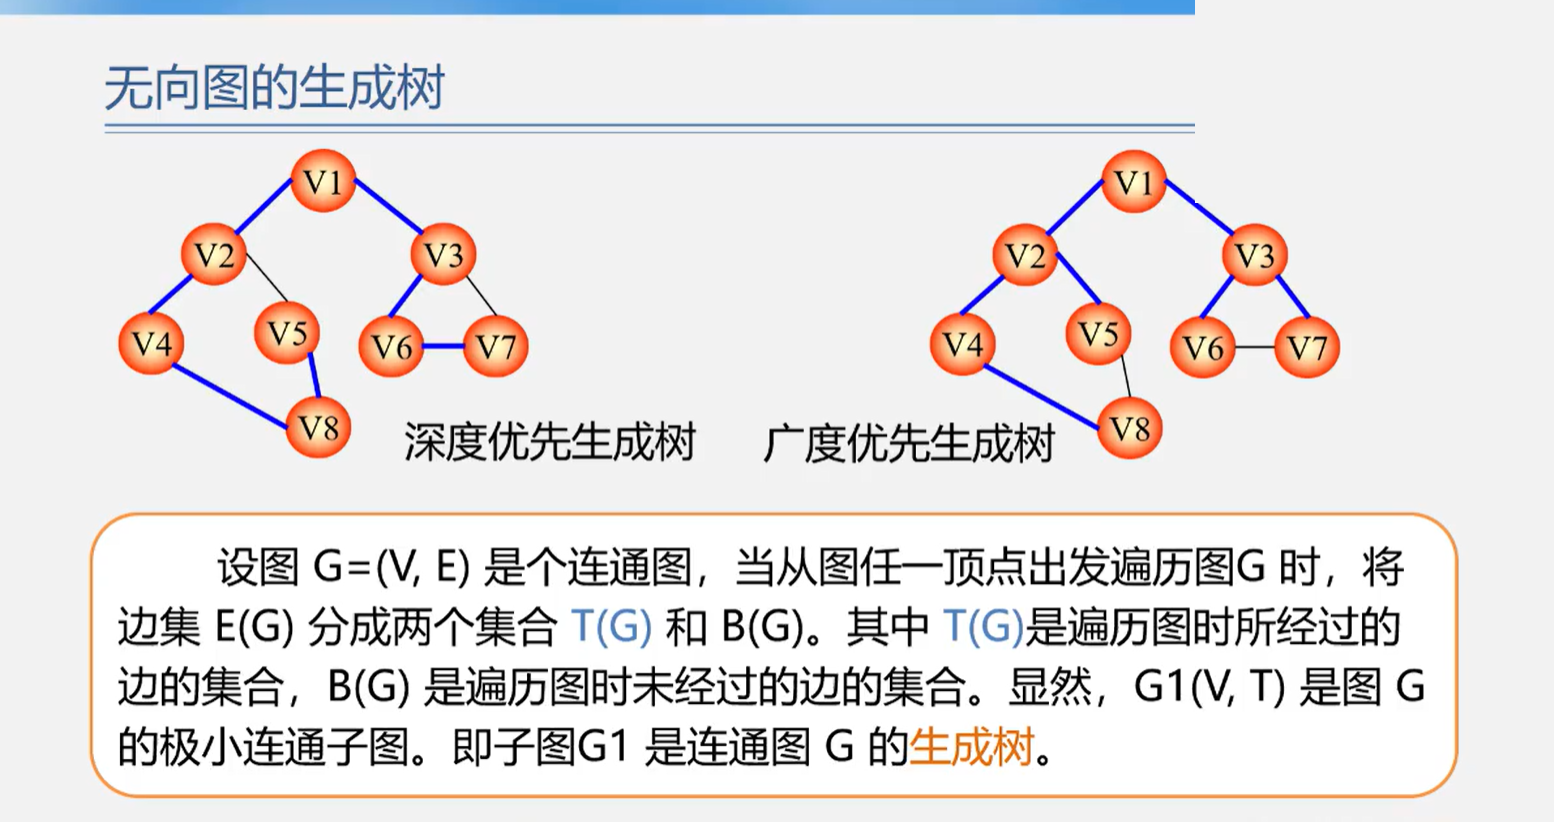 无向图的生成树
V1
V2
V3
V4
V5
V6
V7
V8
深度优先生成树
V1
V2
V3
V4
V5
V6
V7
V8
广度优先生成树
设图 G=(V, E) 是个连通图，当从图任一顶点出发遍历图G 时，将
边集 E(G) 分成两个集合 T(G) 和 B(G)。其中 T(G)是遍历图时所经过的
边的集合，B(G) 是遍历图时未经过的边的集合。显然，G1(V, T) 是图 G
的极小连通子图。即子图G1 是连通图 G 的生成树。